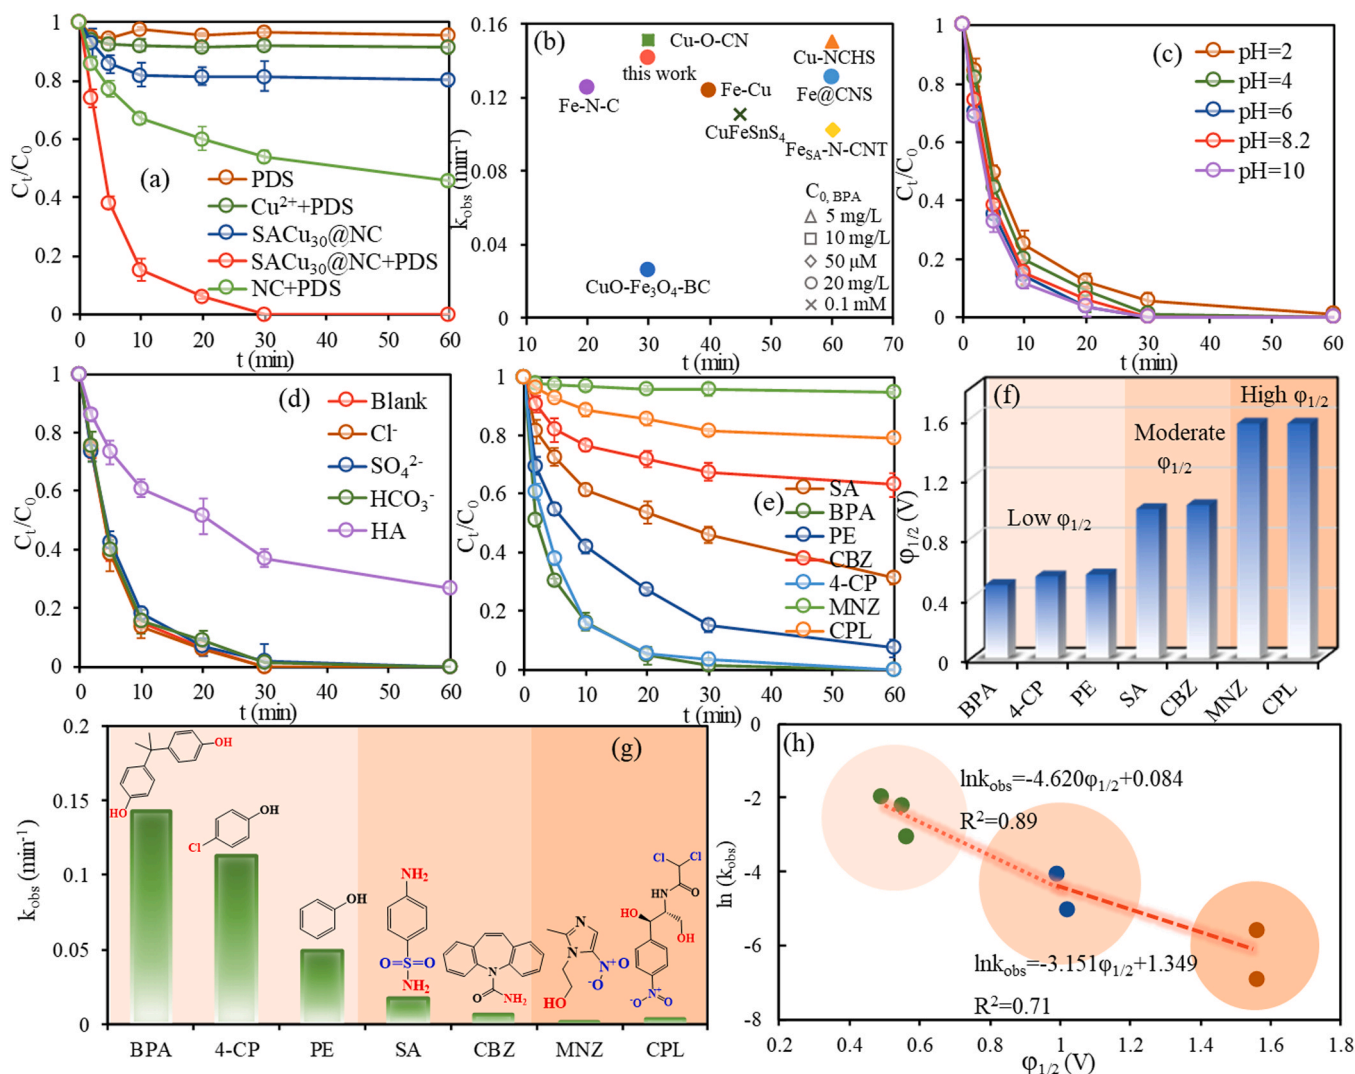 (a)
C_t/C_0
1
0.8
0.6
0.4
0.2
0
0 10 20 30 40 50 60
t (min)
PDS
Cu²⁺+PDS
SACu₃₀@NC
SACu₃₀@NC+PDS
NC+PDS
(b)
k_obs (min⁻¹)
0.16
0.12
0.08
0.04
0
10 20 30 40 50 60 70
t (min)
Cu-O-CN
this work
Fe-N-C
Fe-Cu
CuFeSnS₄
Cu-NCHS
Fe@CNS
Fe_SA-N-CNT
CuO-Fe₃O₄-BC
C_0, BPA
5 mg/L
10 mg/L
50 μM
20 mg/L
0.1 mM
(c)
C_t/C_0
1
0.8
0.6
0.4
0.2
0
0 10 20 30 40 50 60
t (min)
pH=2
pH=4
pH=6
pH=8.2
pH=10
(d)
C_t/C_0
1
0.8
0.6
0.4
0.2
0
0 10 20 30 40 50 60
t (min)
Blank
Cl⁻
SO₄²⁻
HCO₃⁻
HA
(e)
C_t/C_0
1
0.8
0.6
0.4
0.2
0
0 10 20 30 40 50 60
t (min)
SA
BPA
PE
CBZ
4-CP
MNZ
CPL
(f)
High φ_1/2
Moderate
φ_1/2
Low φ_1/2
φ_1/2 (V)
1.6
1.2
0.8
0.4
0
BPA 4-CP PE SA CBZ MNZ CPL
(g)
k_obs (min⁻¹)
0.2
0.15
0.1
0.05
0
OH
HO
OH
Cl
OH
NH₂
O=S=O
NH₂
N
O NH₂
N
N
N⁺ O
⁻O
HO
Cl Cl
O
HN
HO
OH
⁻O N⁺ O
BPA 4-CP PE SA CBZ MNZ CPL
(h)
ln (k_obs)
0
-2
-4
-6
-8
lnk_obs=-4.620φ_1/2+0.084
R²=0.89
lnk_obs=-3.151φ_1/2+1.349
R²=0.71
0.2 0.4 0.6 0.8 1 1.2 1.4 1.6 1.8
φ_1/2 (V)